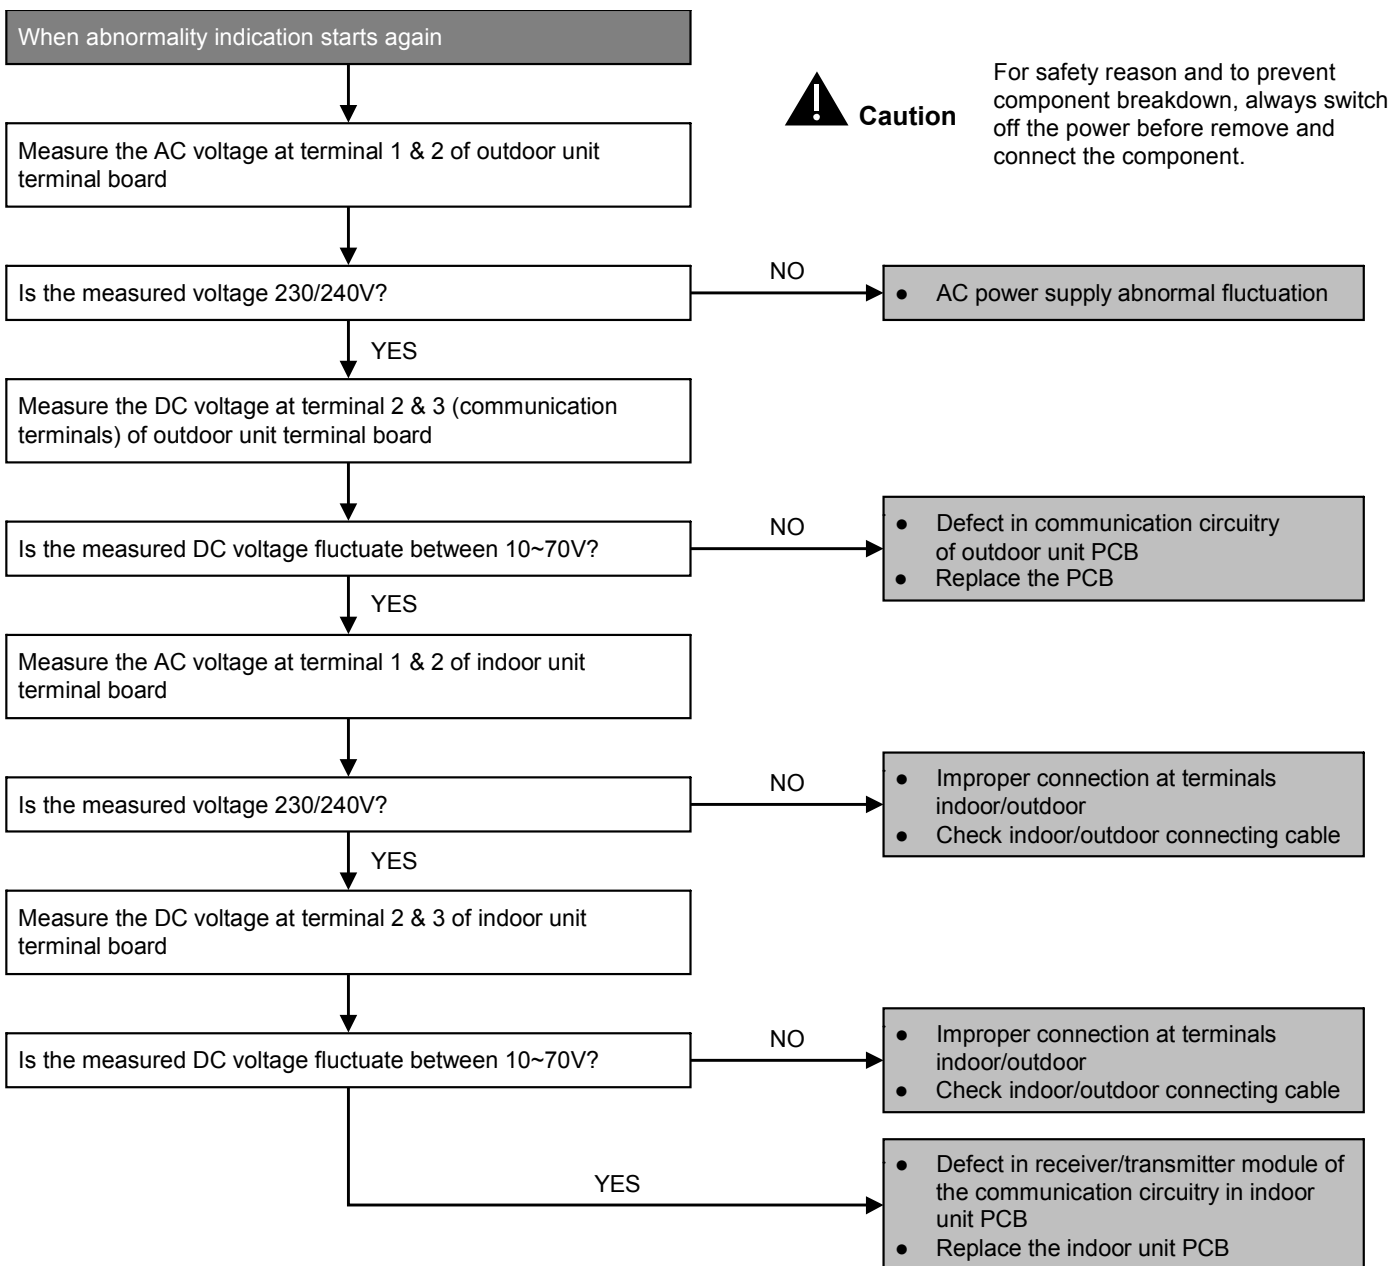 When abnormality indication starts again
For safety reason and to prevent
component breakdown, always switch
off the power before remove and
connect the component.
Caution
Measure the AC voltage at terminal 1 & 2 of outdoor unit
terminal board
Is the measured voltage 230/240V?
NO
● AC power supply abnormal fluctuation
YES
Measure the DC voltage at terminal 2 & 3 (communication
terminals) of outdoor unit terminal board
Is the measured DC voltage fluctuate between 10~70V?
NO
● Defect in communication circuitry
of outdoor unit PCB
● Replace the PCB
YES
Measure the AC voltage at terminal 1 & 2 of indoor unit
terminal board
Is the measured voltage 230/240V?
NO
● Improper connection at terminals
indoor/outdoor
● Check indoor/outdoor connecting cable
YES
Measure the DC voltage at terminal 2 & 3 of indoor unit
terminal board
Is the measured DC voltage fluctuate between 10~70V?
NO
● Improper connection at terminals
indoor/outdoor
● Check indoor/outdoor connecting cable
YES
● Defect in receiver/transmitter module of
the communication circuitry in indoor
unit PCB
● Replace the indoor unit PCB